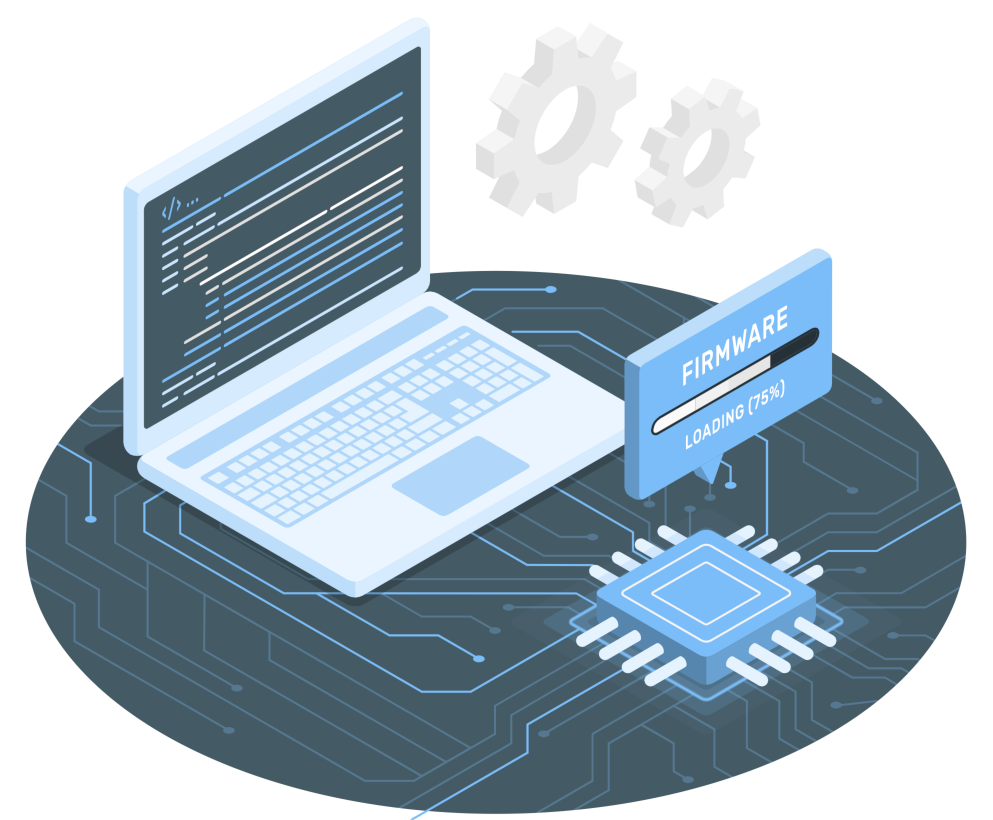 </> ...
FIRMWARE
LOADING (75%)